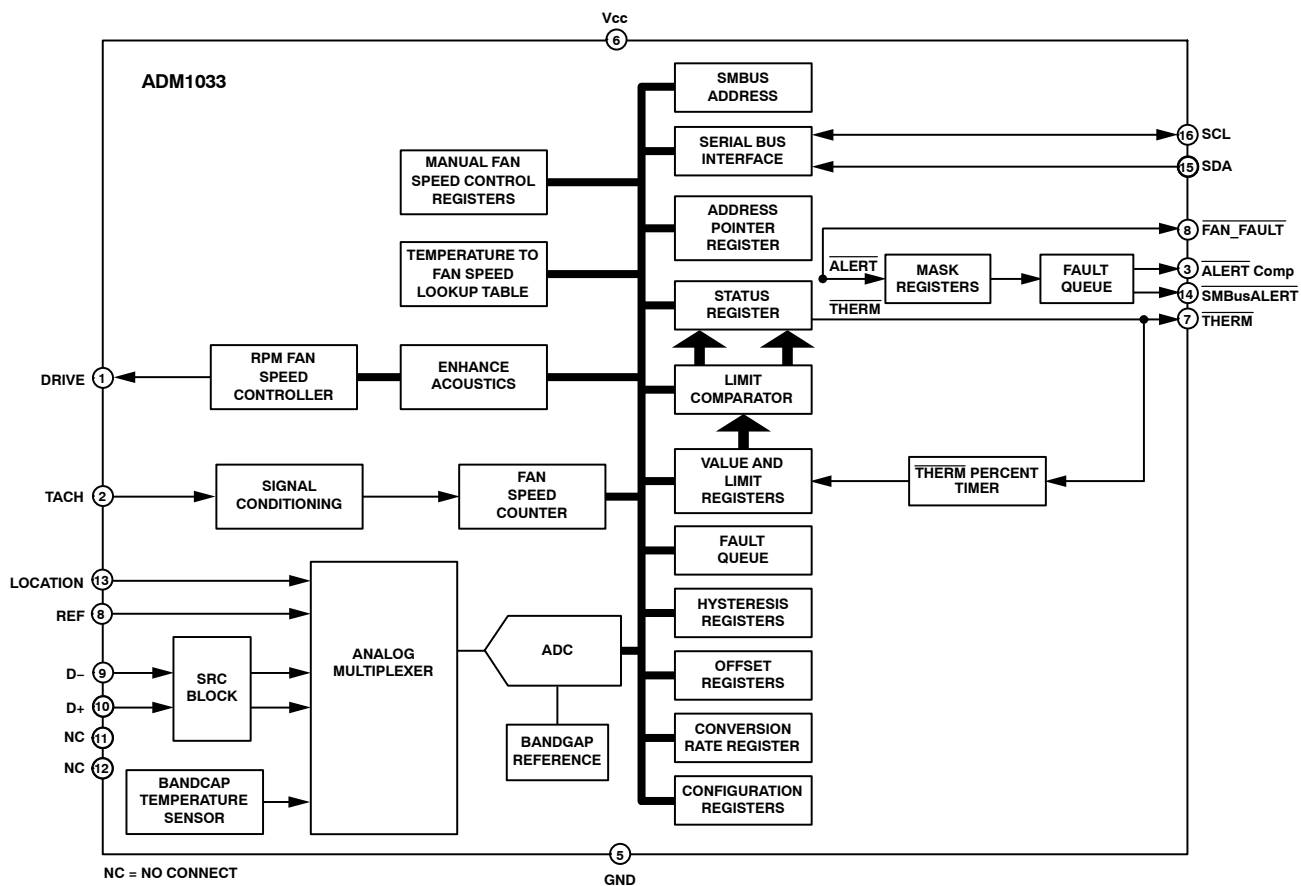 Vcc
6
ADM1033
SMBUS
ADDRESS
SERIAL BUS
INTERFACE
16 SCL
15 SDA
MANUAL FAN
SPEED CONTROL
REGISTERS
ADDRESS
POINTER
REGISTER
8 FAN_FAULT
TEMPERATURE TO
FAN SPEED
LOOKUP TABLE
ALERT
MASK
REGISTERS
FAULT
QUEUE
3 ALERT Comp
14 SMBusALERT
STATUS
REGISTER
THERM
7 THERM
DRIVE 1
RPM FAN
SPEED
CONTROLLER
ENHANCE
ACOUSTICS
LIMIT
COMPARATOR
TACH 2
SIGNAL
CONDITIONING
FAN
SPEED
COUNTER
VALUE AND
LIMIT
REGISTERS
THERM PERCENT
TIMER
FAULT
QUEUE
LOCATION 13
REF 8
D– 9
D+ 10
NC 11
NC 12
SRC
BLOCK
ANALOG
MULTIPLEXER
ADC
BANDGAP
REFERENCE
BANDCAP
TEMPERATURE
SENSOR
HYSTERESIS
REGISTERS
OFFSET
REGISTERS
CONVERSION
RATE REGISTER
CONFIGURATION
REGISTERS
5
GND
NC = NO CONNECT